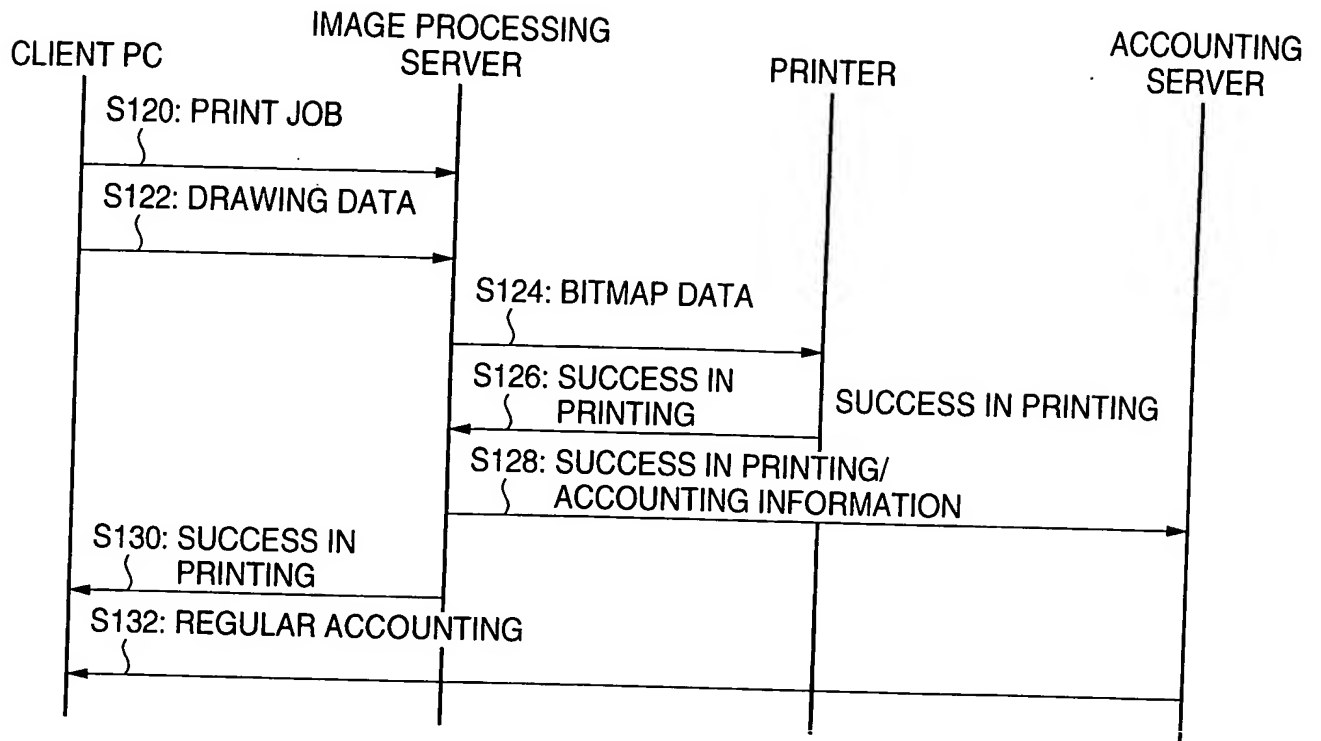 CLIENT PC
IMAGE PROCESSING
SERVER
PRINTER
ACCOUNTING
SERVER
S120: PRINT JOB
S122: DRAWING DATA
S124: BITMAP DATA
S126: SUCCESS IN
PRINTING
SUCCESS IN PRINTING
S128: SUCCESS IN PRINTING/
ACCOUNTING INFORMATION
S130: SUCCESS IN
PRINTING
S132: REGULAR ACCOUNTING